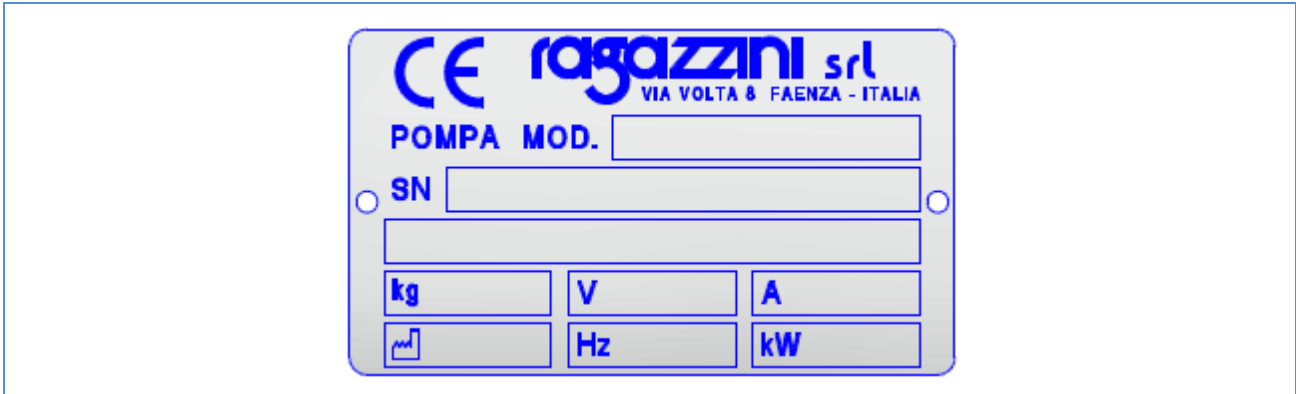 CE ragazzini srl
VIA VOLTA 8 FAENZA - ITALIA
POMPA MOD.
SN
kg V A
Hz kW